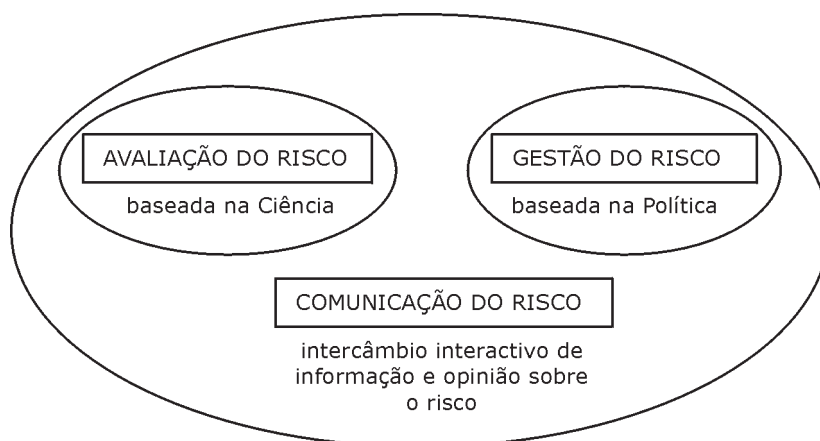 AVALIAÇÃO DO RISCO
baseada na Ciência
GESTÃO DO RISCO
baseada na Política
COMUNICAÇÃO DO RISCO
intercâmbio interactivo de
informação e opinião sobre
o risco